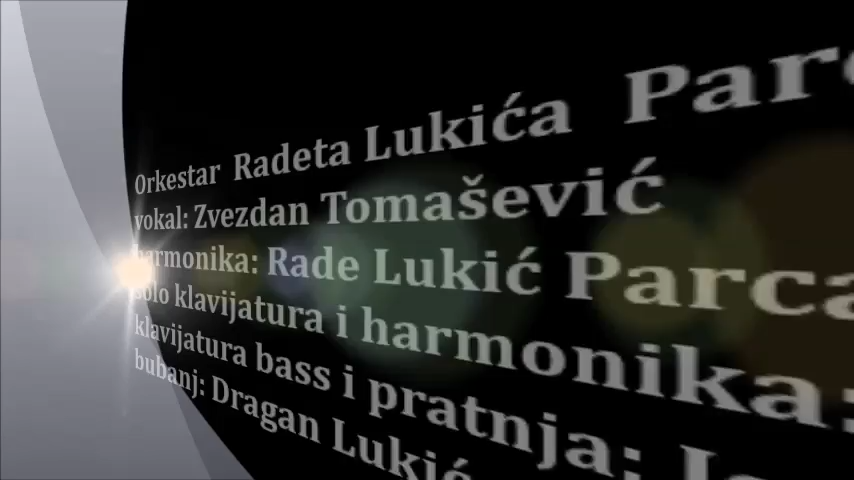 Orkestar Radeta Lukića
vokal: Zvezdan Tomašević
harmonika: Rade Lukić Parca
solo klavijatura i harmonika:
klavijatura bass i pratnja:
bubanj: Dragan Lukić